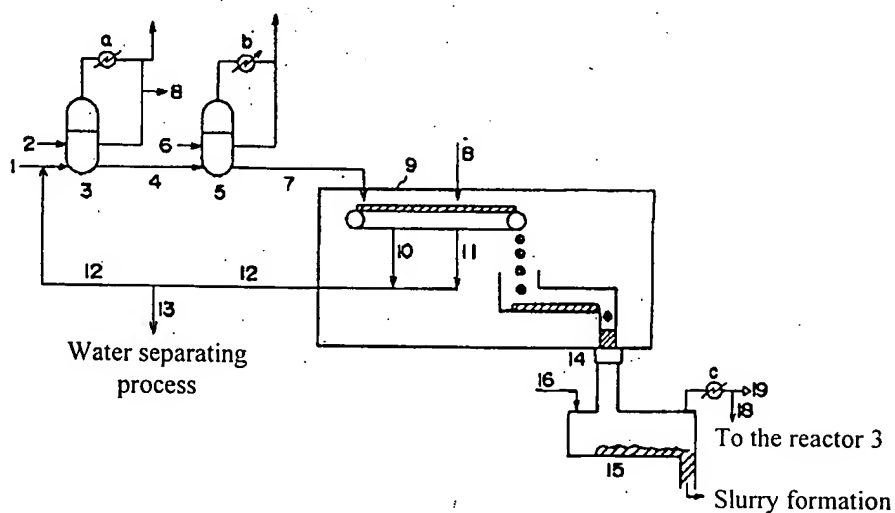 a
b
8
2
1
3
4
6
5
7
8
9
10
11
12
12
13
Water separating
process
14
16
c
19
18
To the reactor 3
15
Slurry formation